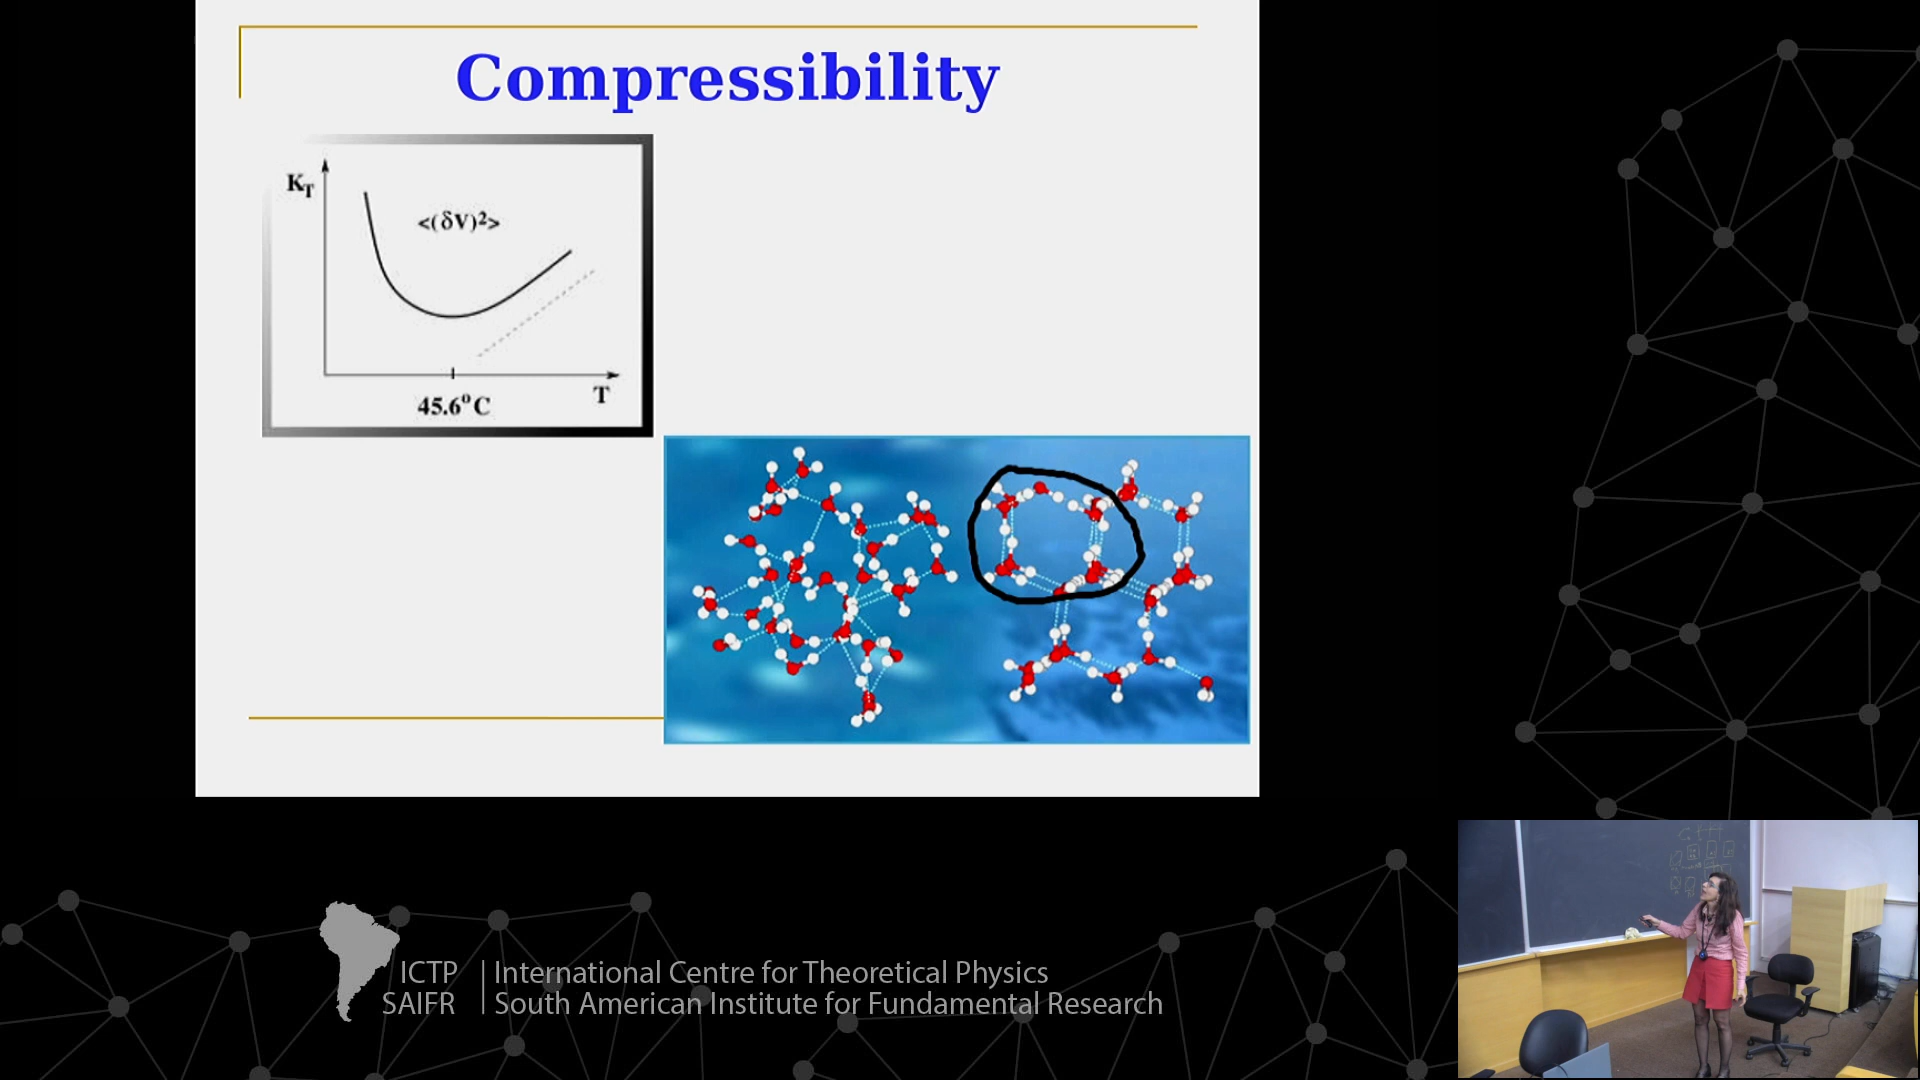 Compressibility
K_T
<(δV)²>
45.6°C
T
ICTP
SAIFR
International Centre for Theoretical Physics
South American Institute for Fundamental Research